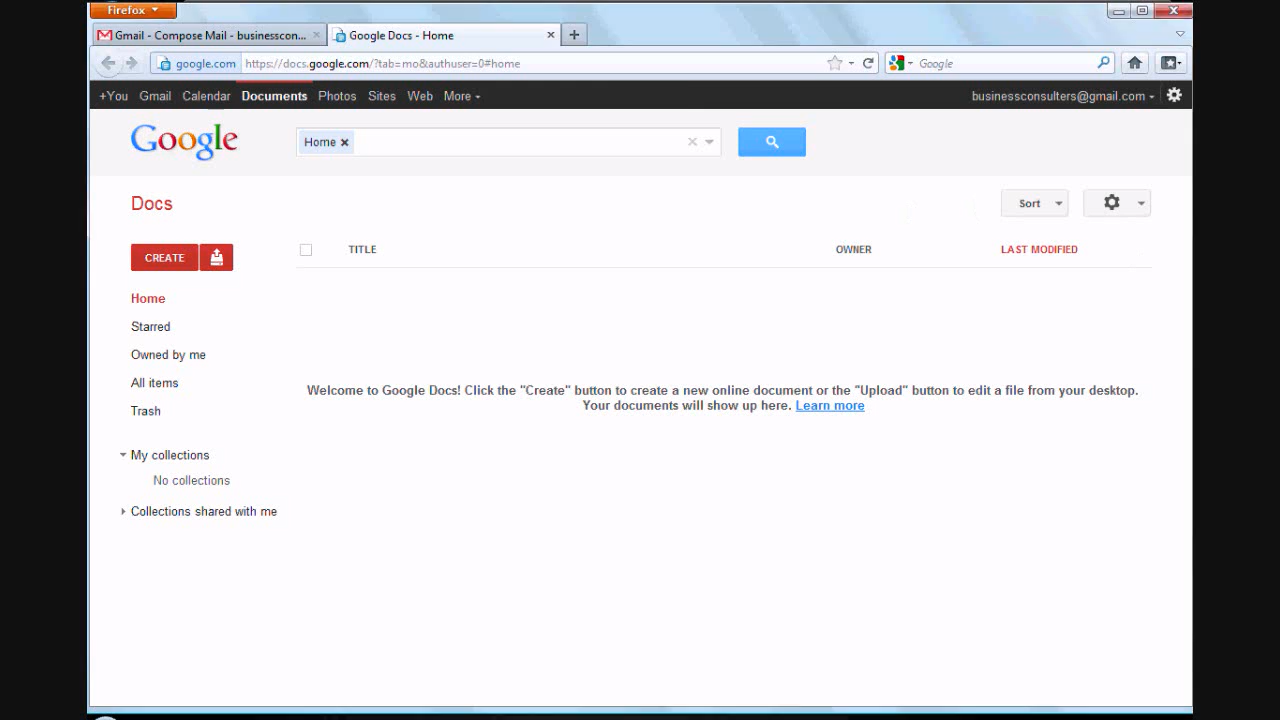 Firefox
Gmail - Compose Mail - businesscon...
Google Docs - Home
google.com
https://docs.google.com/?tab=mo&authuser=0#home
Google
+You Gmail Calendar Documents Photos Sites Web More
businessconsulters@gmail.com
Google
Home
Docs
Sort
CREATE
TITLE
OWNER
LAST MODIFIED
Home
Starred
Owned by me
All items
Trash
Welcome to Google Docs! Click the "Create" button to create a new online document or the "Upload" button to edit a file from your desktop.
Your documents will show up here. Learn more
My collections
No collections
Collections shared with me